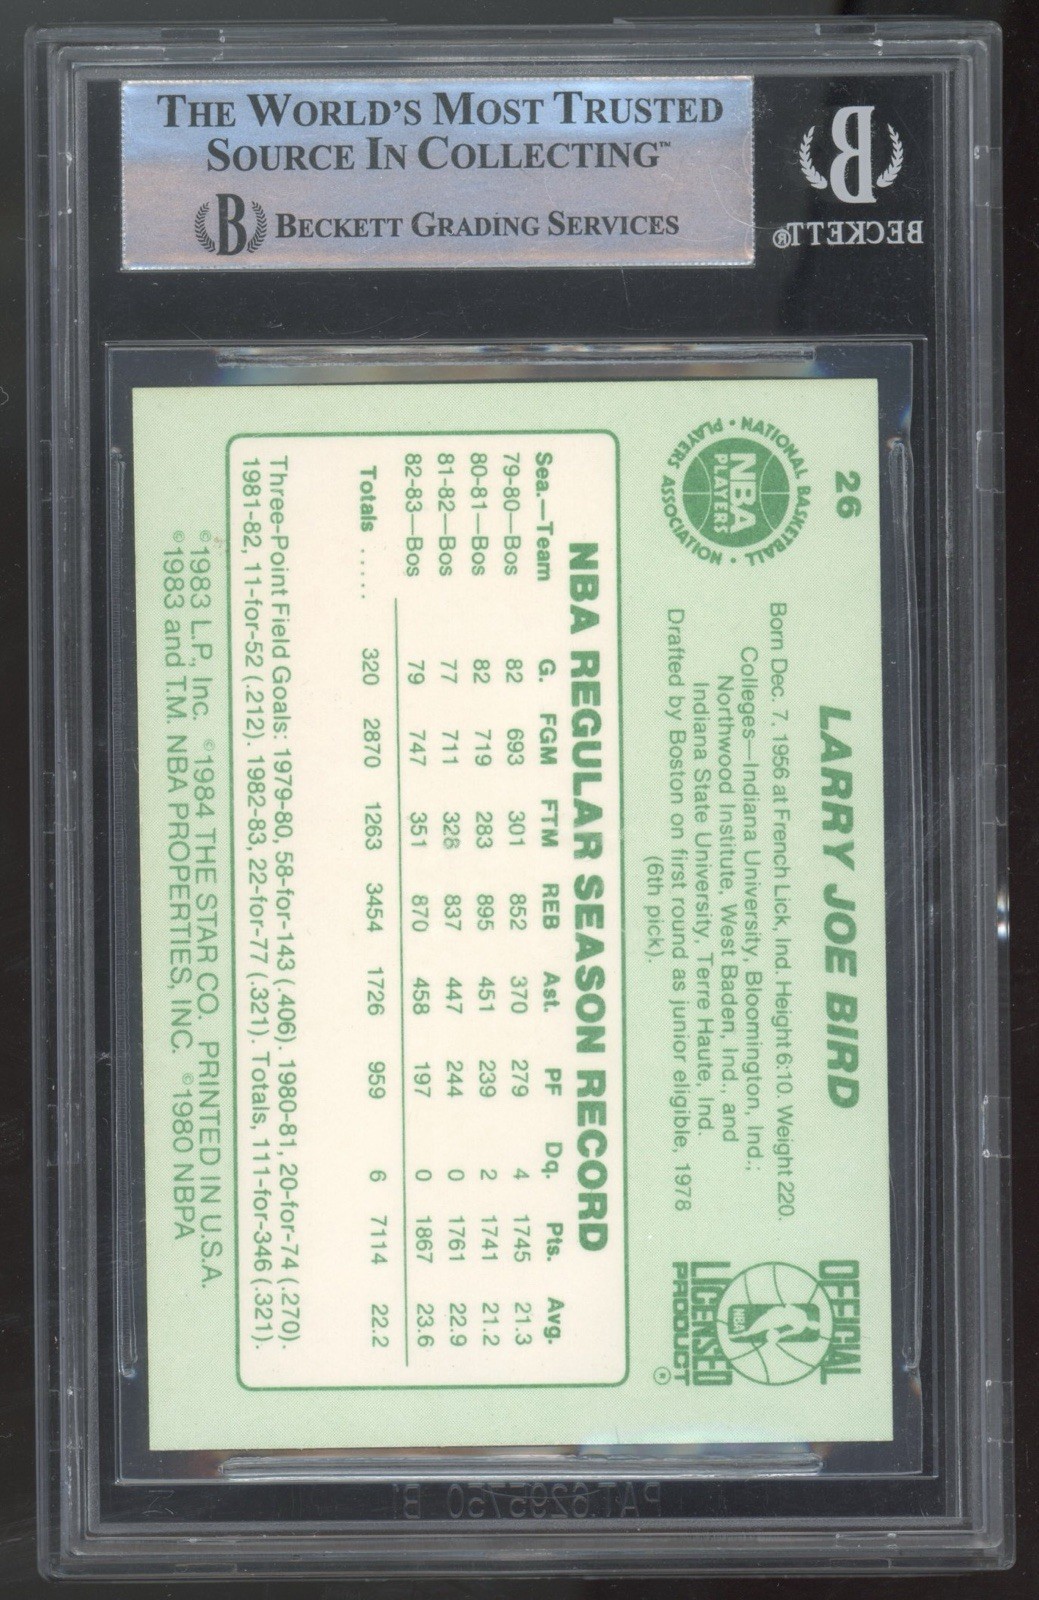 THE WORLD'S MOST TRUSTED
SOURCE IN COLLECTING™
B BECKETT GRADING SERVICES
B
BECKETT®
26
LARRY JOE BIRD
NATIONAL BASKETBALL
PLAYERS ASSOCIATION
NBA
PLAYERS
Born Dec. 7, 1956 at French Lick, Ind. Height 6:10. Weight 220.
Colleges—Indiana University, Bloomington, Ind.;
Northwood Institute, West Baden, Ind., and
Indiana State University, Terre Haute, Ind.
Drafted by Boston on first round as junior eligible, 1978
(6th pick).
OFFICIAL
NBA
LICENSED
PRODUCT
®
NBA REGULAR SEASON RECORD
Sea.—Team G. FGM FTM REB Ast. PF Dq. Pts. Avg.
79-80—Bos 82 693 301 852 370 279 4 1745 21.3
80-81—Bos 82 719 283 895 451 239 2 1741 21.2
81-82—Bos 77 711 328 837 447 244 0 1761 22.9
82-83—Bos 79 747 351 870 458 197 0 1867 23.6
Totals ..... 320 2870 1263 3454 1726 959 6 7114 22.2
Three-Point Field Goals: 1979-80, 58-for-143 (.406). 1980-81, 20-for-74 (.270).
1981-82, 11-for-52 (.212). 1982-83, 22-for-77 (.321). Totals, 111-for-346 (.321).
©1983 L.P., Inc. ©1984 THE STAR CO. PRINTED IN U.S.A.
©1983 and T.M. NBA PROPERTIES, INC. ©1980 NBPA